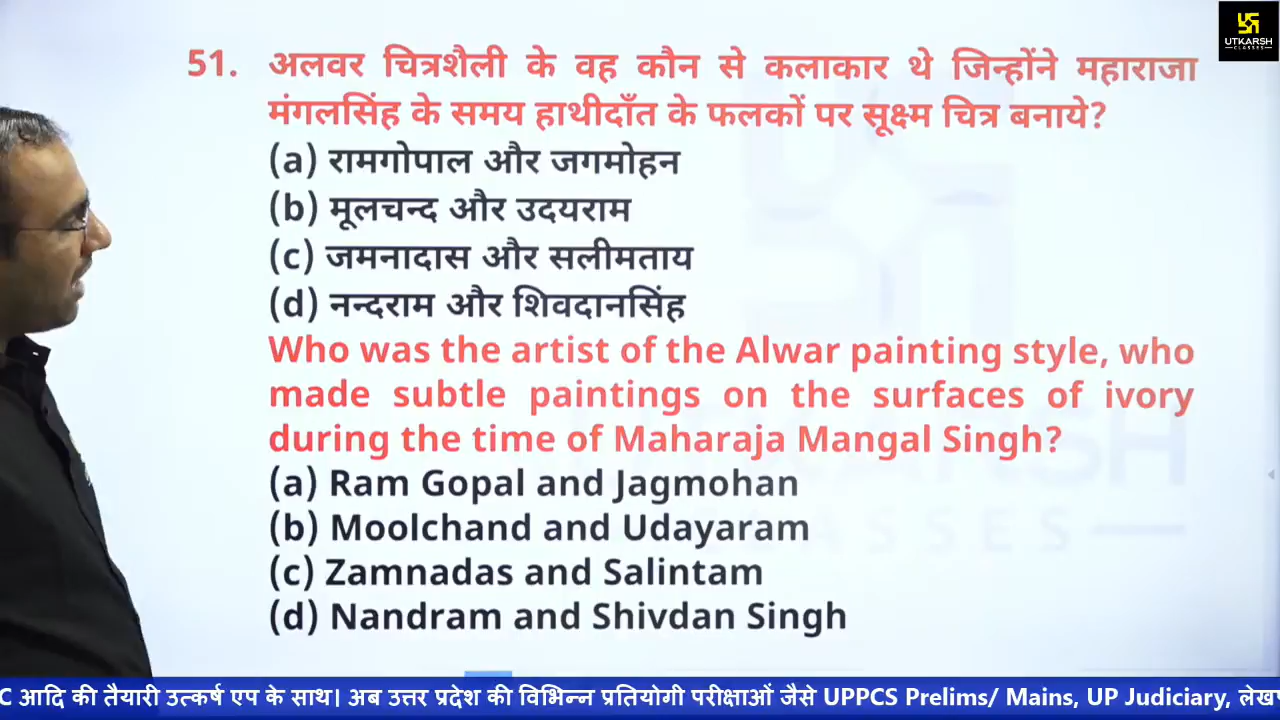 UTKARSH
CLASSES
51. अलवर चित्रशैली के वह कौन से कलाकार थे जिन्होंने महाराजा
मंगलसिंह के समय हाथीदाँत के फलकों पर सूक्ष्म चित्र बनाये?
(a) रामगोपाल और जगमोहन
(b) मूलचन्द और उदयराम
(c) जमनादास और सलीमताय
(d) नन्दराम और शिवदानसिंह
Who was the artist of the Alwar painting style, who
made subtle paintings on the surfaces of ivory
during the time of Maharaja Mangal Singh?
(a) Ram Gopal and Jagmohan
(b) Moolchand and Udayaram
(c) Zamnadas and Salintam
(d) Nandram and Shivdan Singh
C आदि की तैयारी उत्कर्ष एप के साथ। अब उत्तर प्रदेश की विभिन्न प्रतियोगी परीक्षाओं जैसे UPPCS Prelims/ Mains, UP Judiciary,